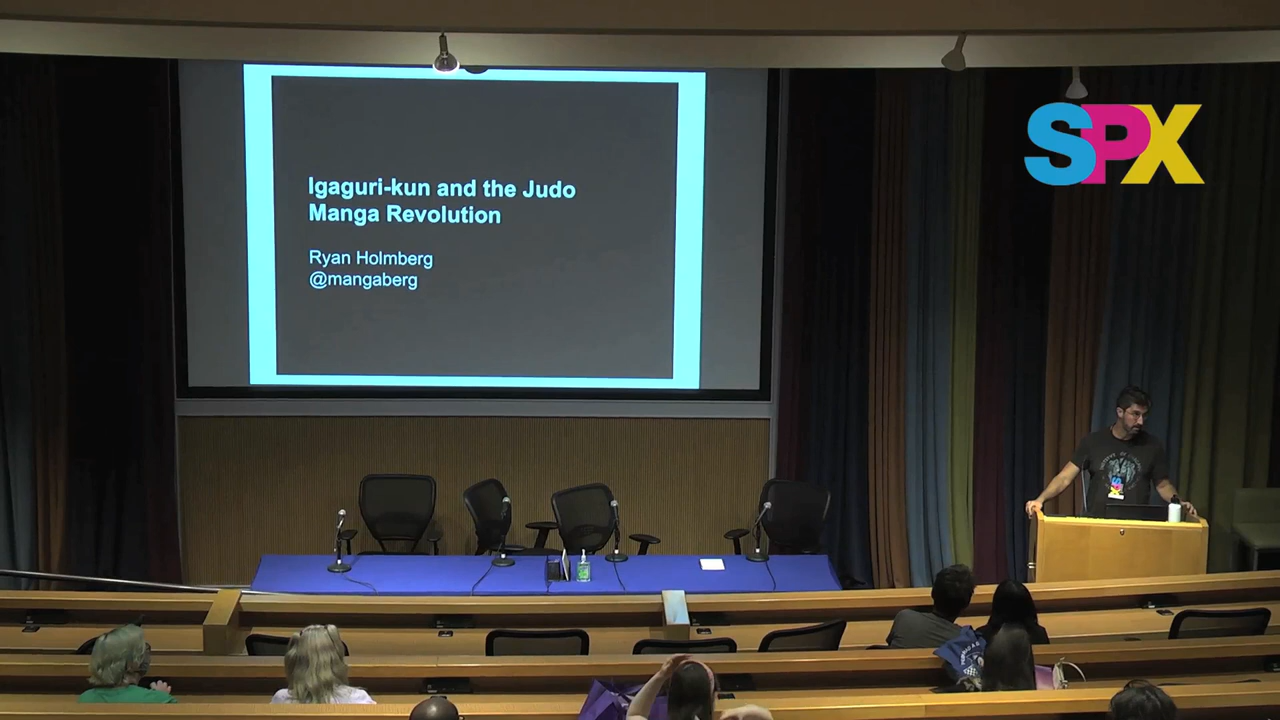 Igaguri-kun and the Judo
Manga Revolution
Ryan Holmberg
@mangaberg
SPX